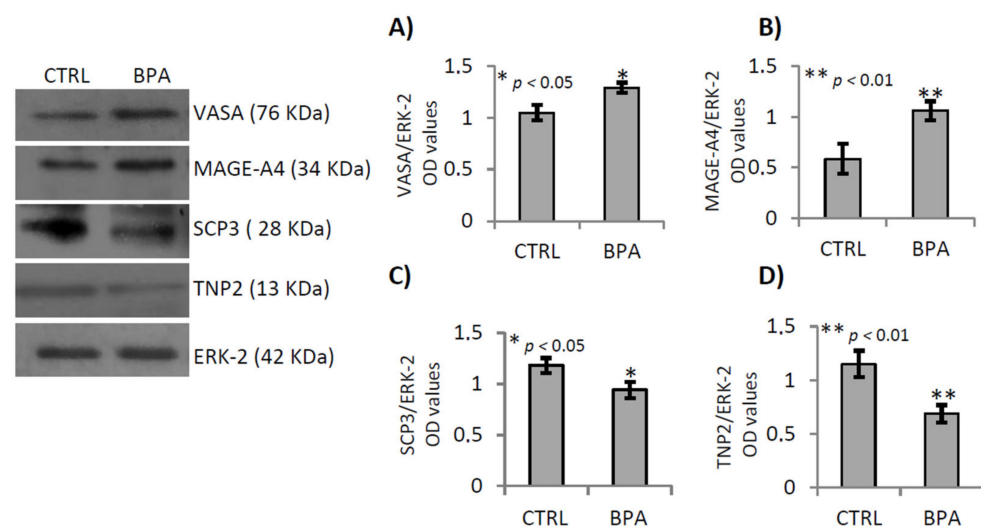 CTRL BPA
VASA (76 KDa)
MAGE-A4 (34 KDa)
SCP3 ( 28 KDa)
TNP2 (13 KDa)
ERK-2 (42 KDa)
A)
VASA/ERK-2
OD values
1.5
1
0.5
0
* p < 0.05
*
CTRL BPA
B)
MAGE-A4/ERK-2
OD values
1.5
1
0.5
0
** p < 0.01
**
CTRL BPA
C)
SCP3/ERK-2
OD values
1.5
1
0.5
0
* p < 0.05
*
CTRL BPA
D)
TNP2/ERK-2
OD values
1.5
1
0.5
0
** p < 0.01
**
CTRL BPA